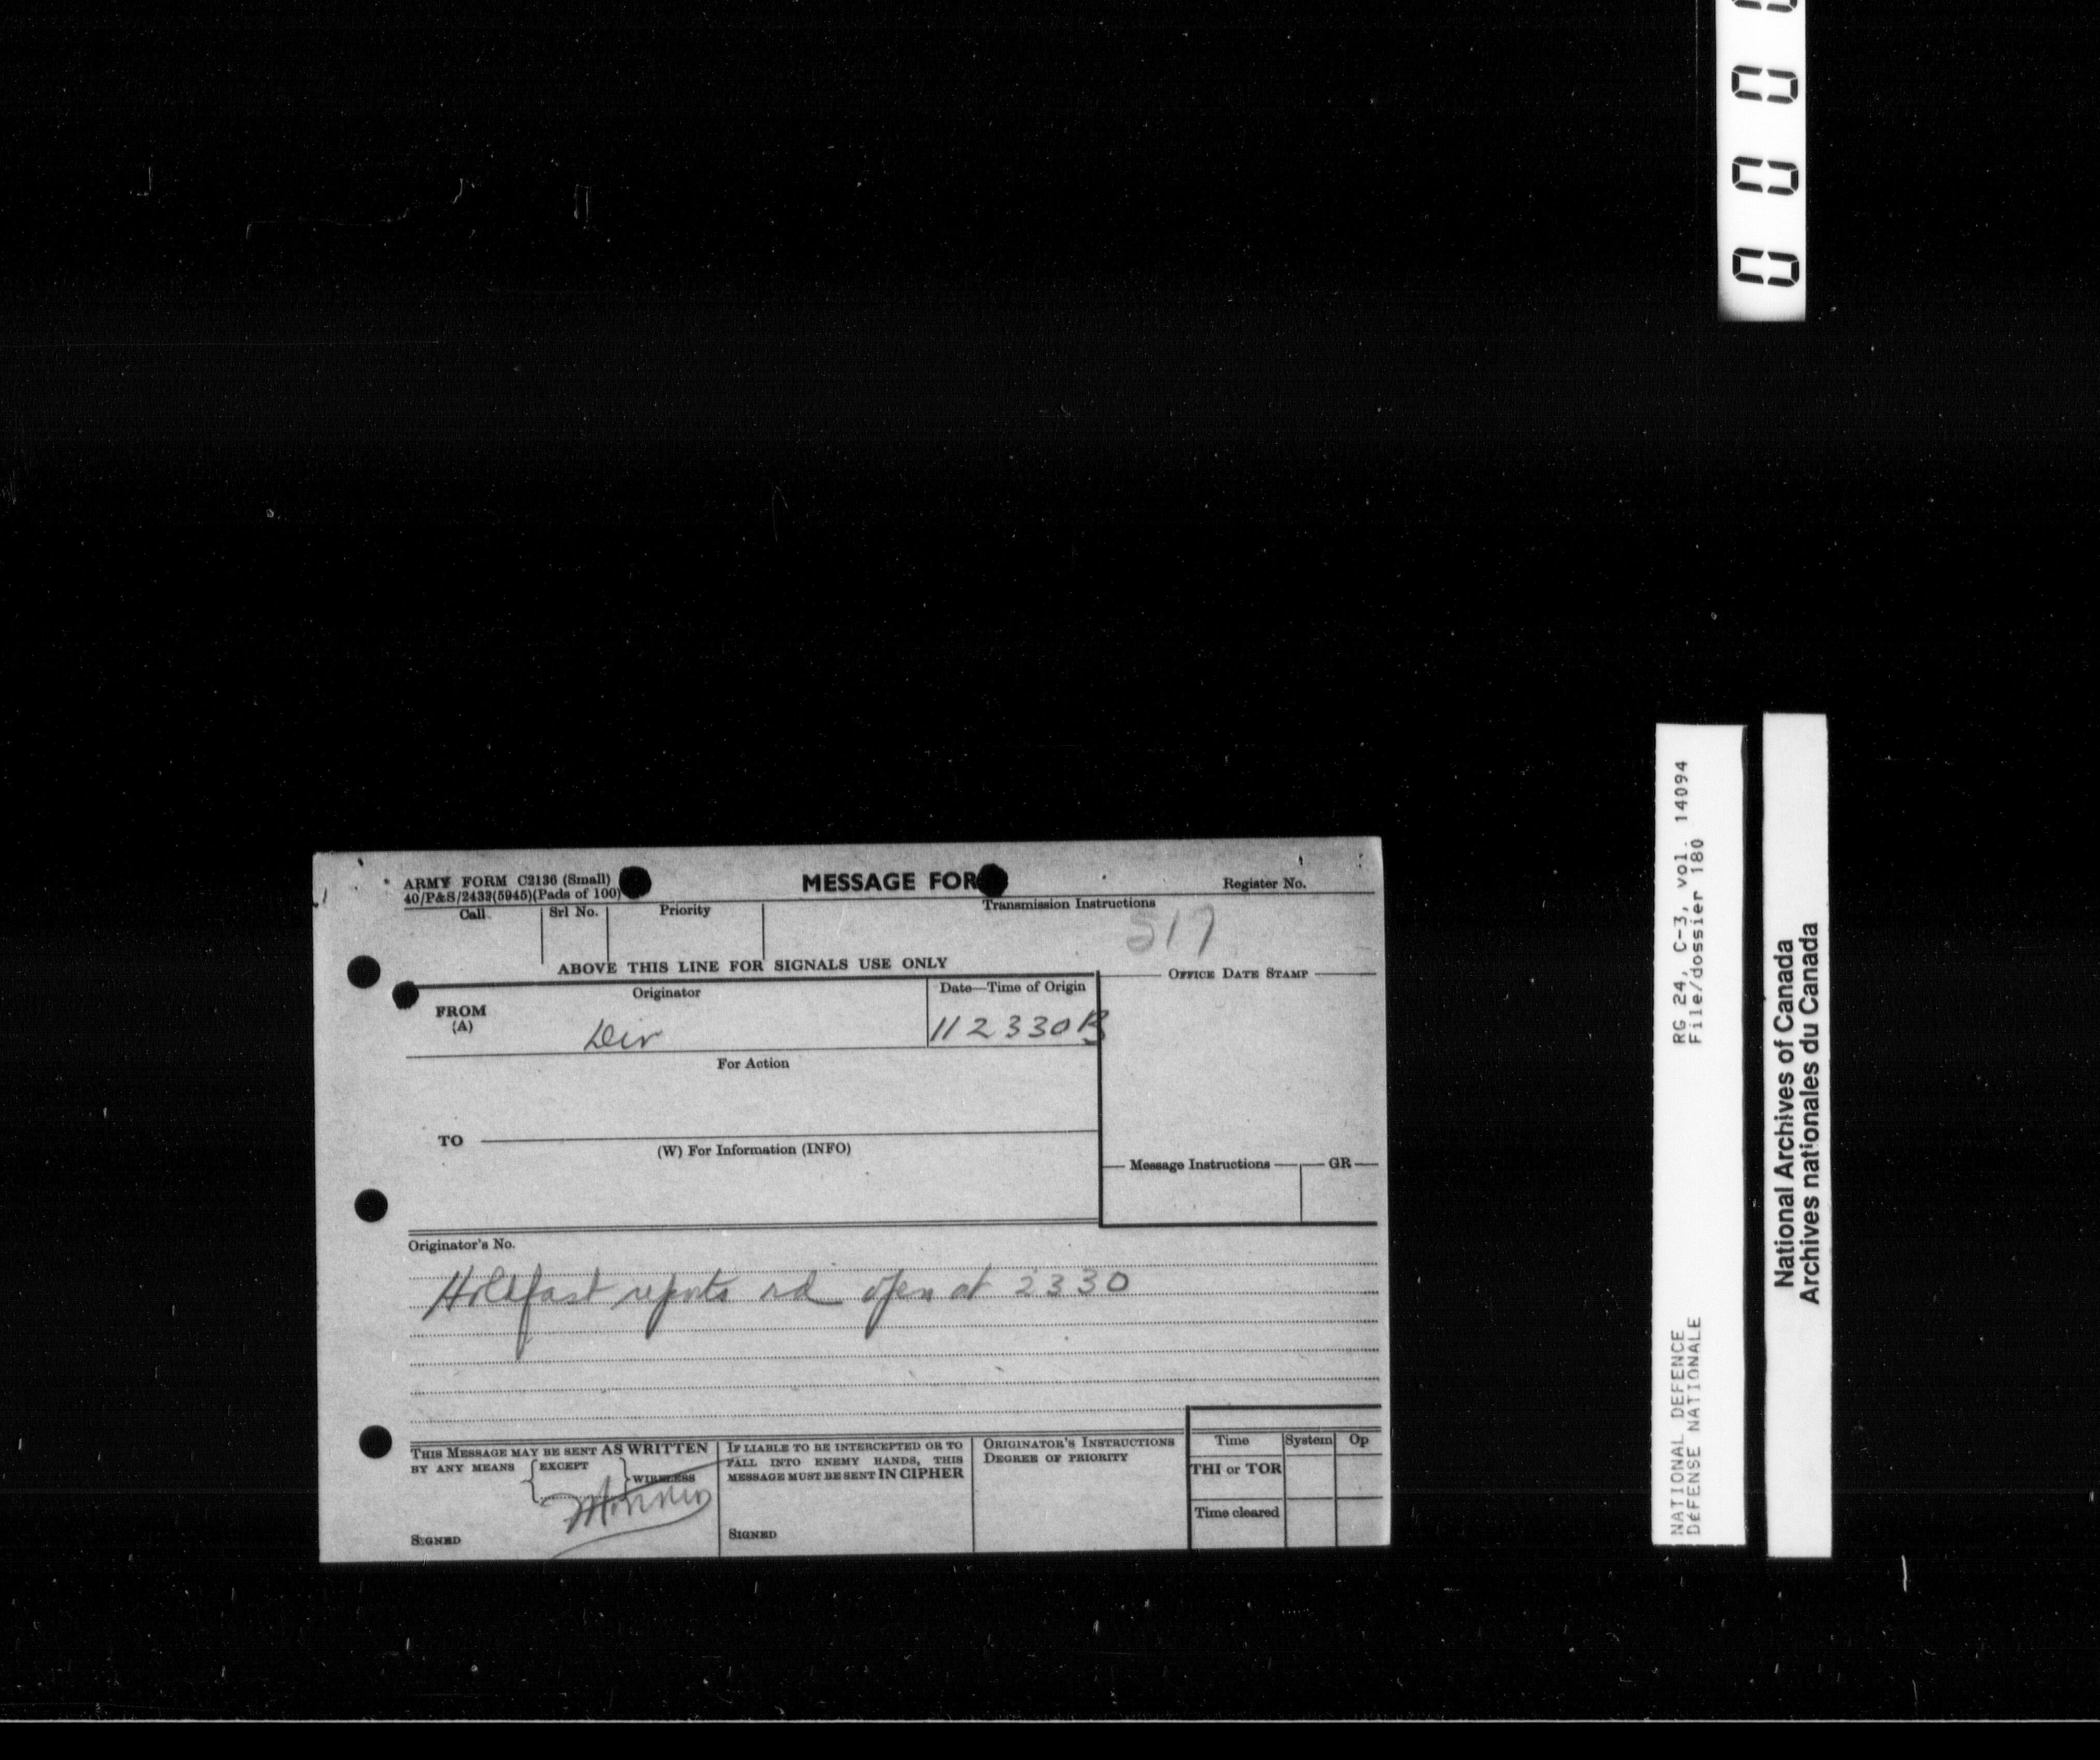 0 0 0 0
ARMY FORM C2136 (Small)
40/P&S/2433(5945)(Pads of 100)
MESSAGE FOR
Register No.
Call
Srl No.
Priority
Transmission Instructions
517
ABOVE THIS LINE FOR SIGNALS USE ONLY
OFFICE DATE STAMP
FROM
(A)
Originator
Div
Date—Time of Origin
112330B
For Action
TO
(W) For Information (INFO)
Message Instructions
GR
Originator's No.
Holdfast reports rd open at 2330
THIS MESSAGE MAY BE SENT AS WRITTEN
BY ANY MEANS { EXCEPT } WIRELESS
SIGNED
IF LIABLE TO BE INTERCEPTED OR TO
FALL INTO ENEMY HANDS, THIS
MESSAGE MUST BE SENT IN CIPHER
SIGNED
ORIGINATOR'S INSTRUCTIONS
DEGREE OF PRIORITY
Time
System
Op
THI or TOR
Time cleared
NATIONAL DEFENCE
DÉFENSE NATIONALE
RG 24, C-3, vol. 14094
File/dossier 180
National Archives of Canada
Archives nationales du Canada